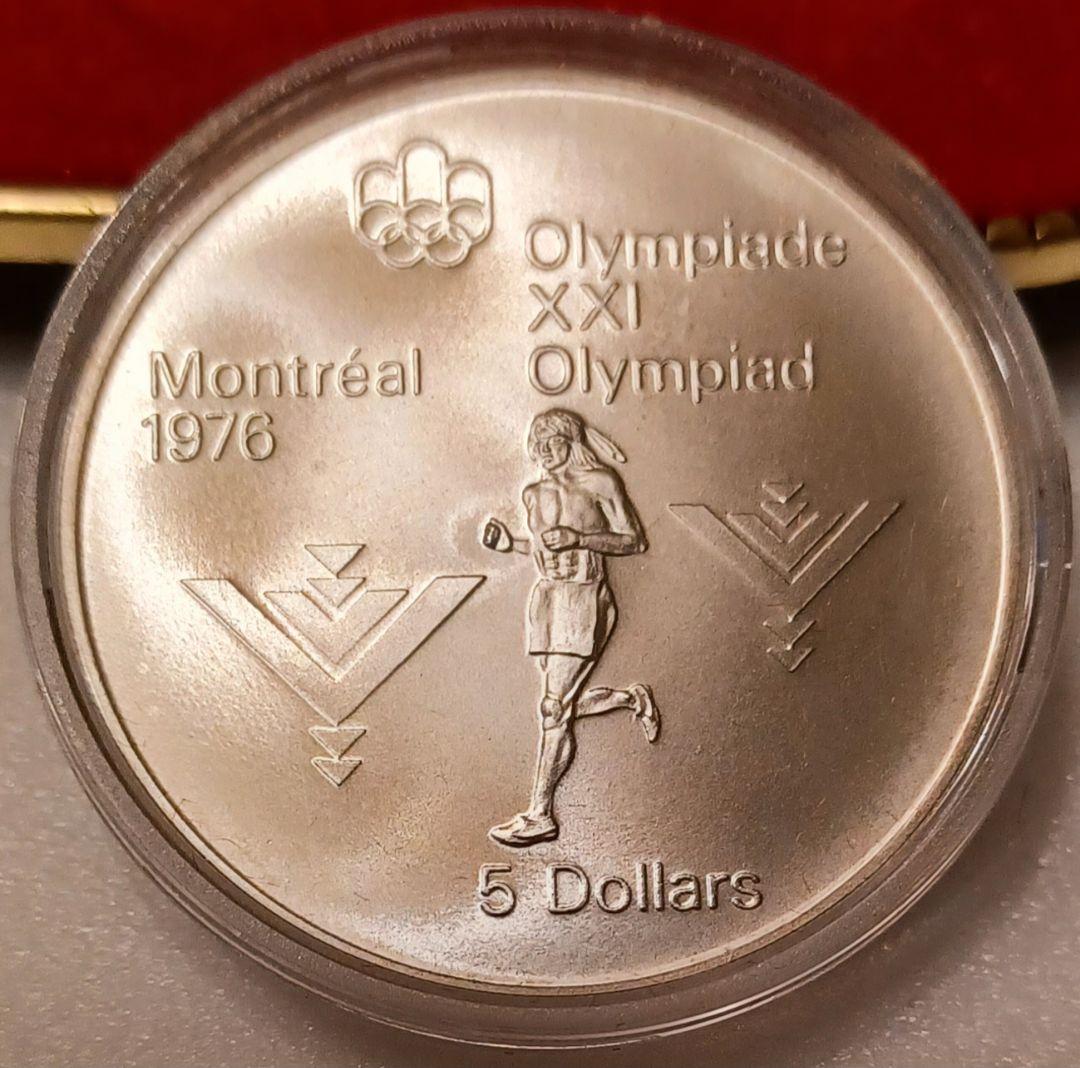 Olympiade
XXI
Olympiad
Montréal
1976
5 Dollars